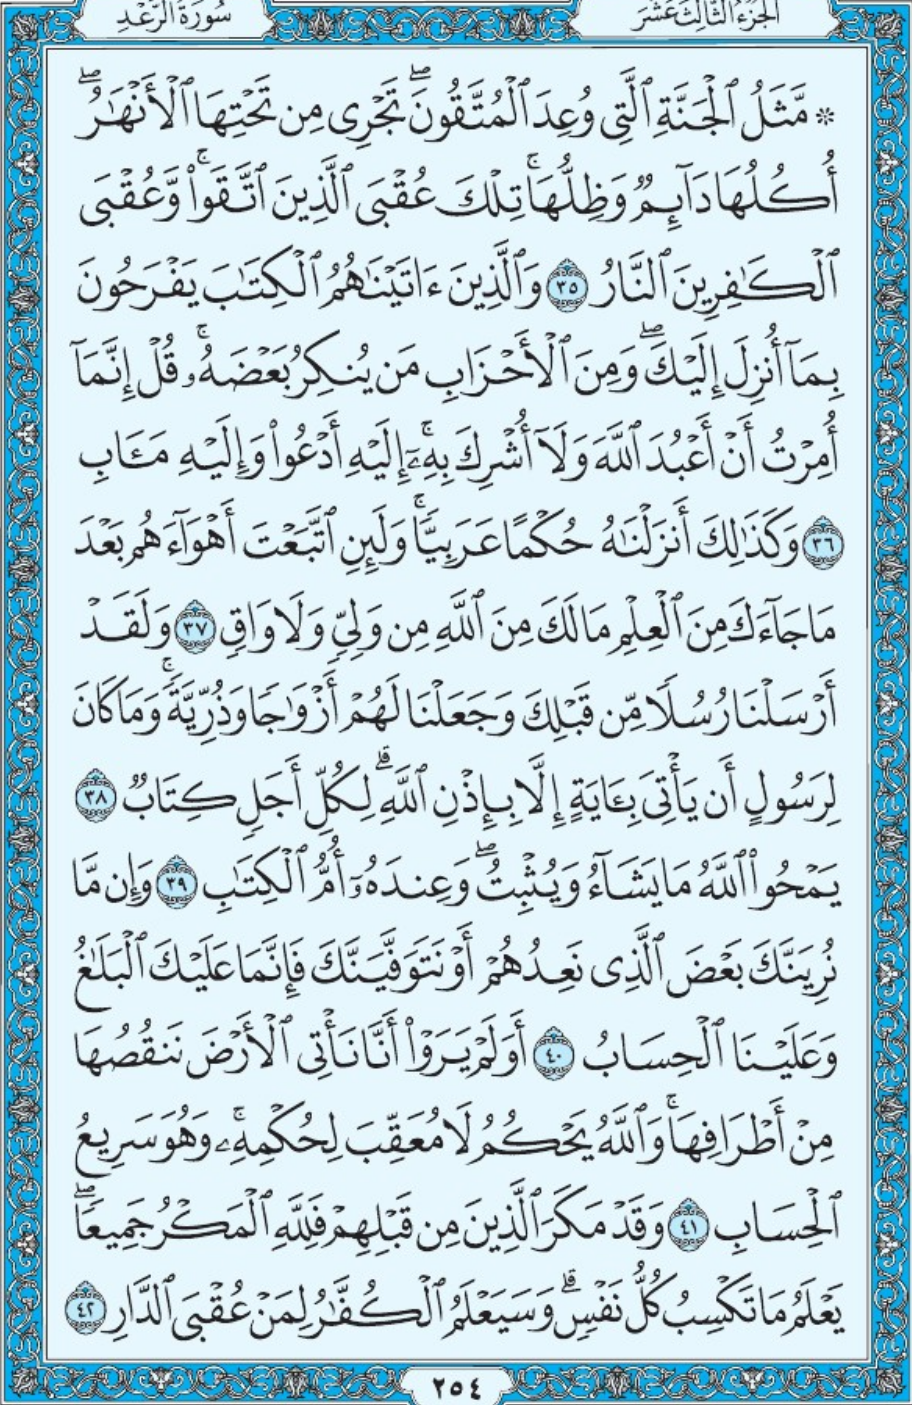 الجزء الثالث عشر
سورة الرعد
۞ مَّثَلُ ٱلْجَنَّةِ ٱلَّتِي وُعِدَ ٱلْمُتَّقُونَۖ تَجْرِي مِن تَحْتِهَا ٱلْأَنْهَٰرُۖ
أُكُلُهَا دَآئِمٌ وَظِلُّهَاۚ تِلْكَ عُقْبَى ٱلَّذِينَ ٱتَّقَواْۚ وَّعُقْبَى
ٱلْكَٰفِرِينَ ٱلنَّارُ ٣٥ وَٱلَّذِينَ ءَاتَيْنَٰهُمُ ٱلْكِتَٰبَ يَفْرَحُونَ
بِمَآ أُنزِلَ إِلَيْكَۖ وَمِنَ ٱلْأَحْزَابِ مَن يُنكِرُ بَعْضَهُۥۚ قُلْ إِنَّمَآ
أُمِرْتُ أَنْ أَعْبُدَ ٱللَّهَ وَلَآ أُشْرِكَ بِهِۦٓۚ إِلَيْهِ أَدْعُواْ وَإِلَيْهِ مَـَٔابِ
٣٦ وَكَذَٰلِكَ أَنزَلْنَٰهُ حُكْمًا عَرَبِيًّاۚ وَلَئِنِ ٱتَّبَعْتَ أَهْوَآءَهُم بَعْدَ
مَا جَآءَكَ مِنَ ٱلْعِلْمِ مَا لَكَ مِنَ ٱللَّهِ مِن وَلِيٍّ وَلَا وَاقٍ ٣٧ وَلَقَدْ
أَرْسَلْنَا رُسُلًا مِّن قَبْلِكَ وَجَعَلْنَا لَهُمْ أَزْوَٰجًا وَذُرِّيَّةًۚ وَمَا كَانَ
لِرَسُولٍ أَن يَأْتِيَ بِـَٔايَةٍ إِلَّا بِإِذْنِ ٱللَّهِۗ لِكُلِّ أَجَلٍ كِتَابٌ ٣٨
يَمْحُواْ ٱللَّهُ مَا يَشَآءُ وَيُثْبِتُۖ وَعِندَهُۥٓ أُمُّ ٱلْكِتَٰبِ ٣٩ وَإِن مَّا
نُرِيَنَّكَ بَعْضَ ٱلَّذِي نَعِدُهُمْ أَوْ نَتَوَفَّيَنَّكَ فَإِنَّمَا عَلَيْكَ ٱلْبَلَٰغُ
وَعَلَيْنَا ٱلْحِسَابُ ٤٠ أَوَلَمْ يَرَوْاْ أَنَّا نَأْتِي ٱلْأَرْضَ نَنقُصُهَا
مِنْ أَطْرَافِهَاۚ وَٱللَّهُ يَحْكُمُ لَا مُعَقِّبَ لِحُكْمِهِۦۚ وَهُوَ سَرِيعُ
ٱلْحِسَابِ ٤١ وَقَدْ مَكَرَ ٱلَّذِينَ مِن قَبْلِهِمْ فَلِلَّهِ ٱلْمَكْرُ جَمِيعًاۖ
يَعْلَمُ مَا تَكْسِبُ كُلُّ نَفْسٍۗ وَسَيَعْلَمُ ٱلْكُفَّٰرُ لِمَنْ عُقْبَى ٱلدَّارِ ٤٢
٢٥٤